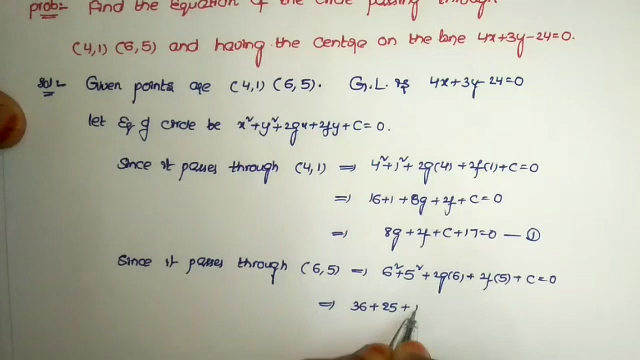 prob:- Find the Equation of the circle passing through
(4,1) (6,5) and having the centre on the line 4x+3y-24=0.
Sol:- Given points are (4,1) (6,5). G.L. is 4x+3y-24=0
let Eq of circle be x²+y²+2gx+2fy+C=0.
Since it passes through (4,1) ⇒ 4²+1²+2g(4)+2f(1)+C=0
⇒ 16+1+8g+2f+C=0
⇒ 8g+2f+C+17=0 — ①
Since it passes through (6,5) ⇒ 6²+5²+2g(6)+2f(5)+C=0
⇒ 36+25+